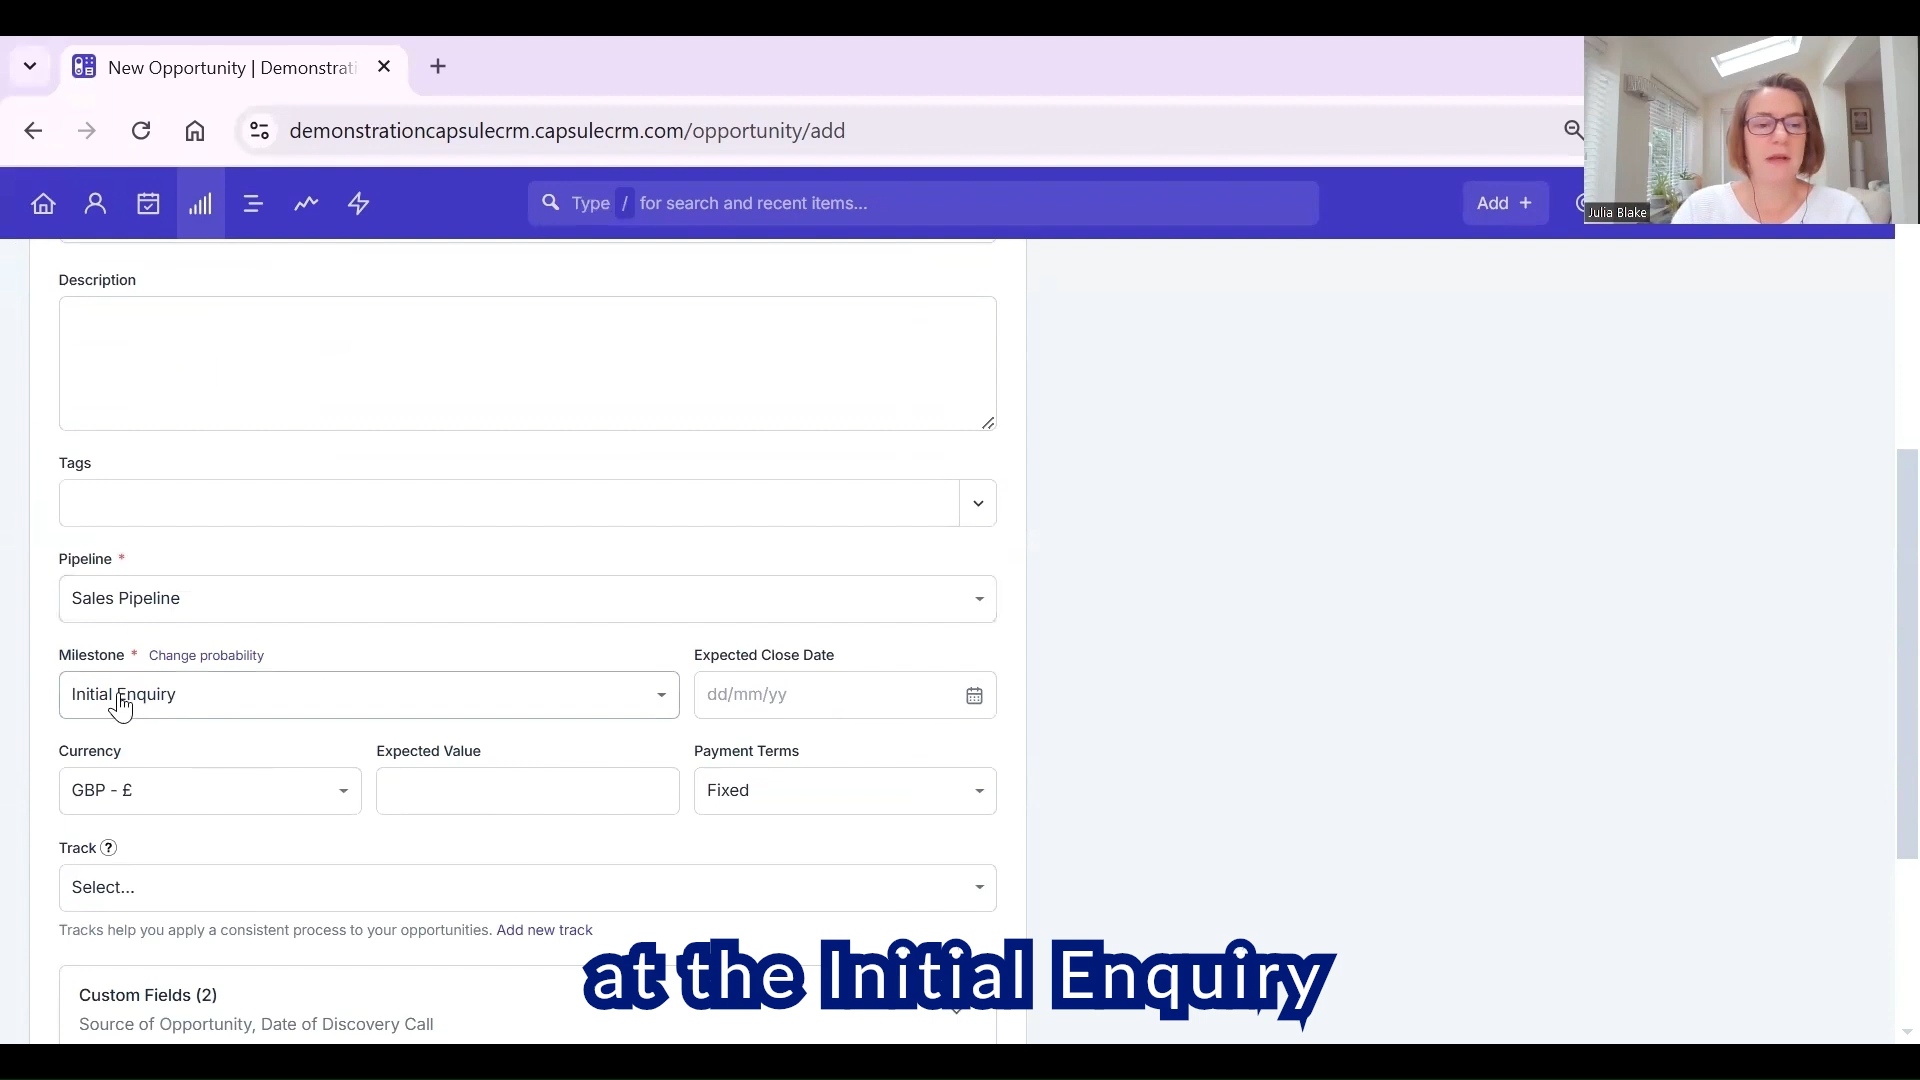 New Opportunity | Demonstrati
demonstrationcapsulecrm.capsulecrm.com/opportunity/add
Type / for search and recent items...
Add +
Julia Blake
Description
Tags
Pipeline *
Sales Pipeline
Milestone * Change probability
Expected Close Date
Initial Enquiry
dd/mm/yy
Currency
Expected Value
Payment Terms
GBP - £
Fixed
Track ?
Select...
Tracks help you apply a consistent process to your opportunities. Add new track
at the Initial Enquiry
Custom Fields (2)
Source of Opportunity, Date of Discovery Call